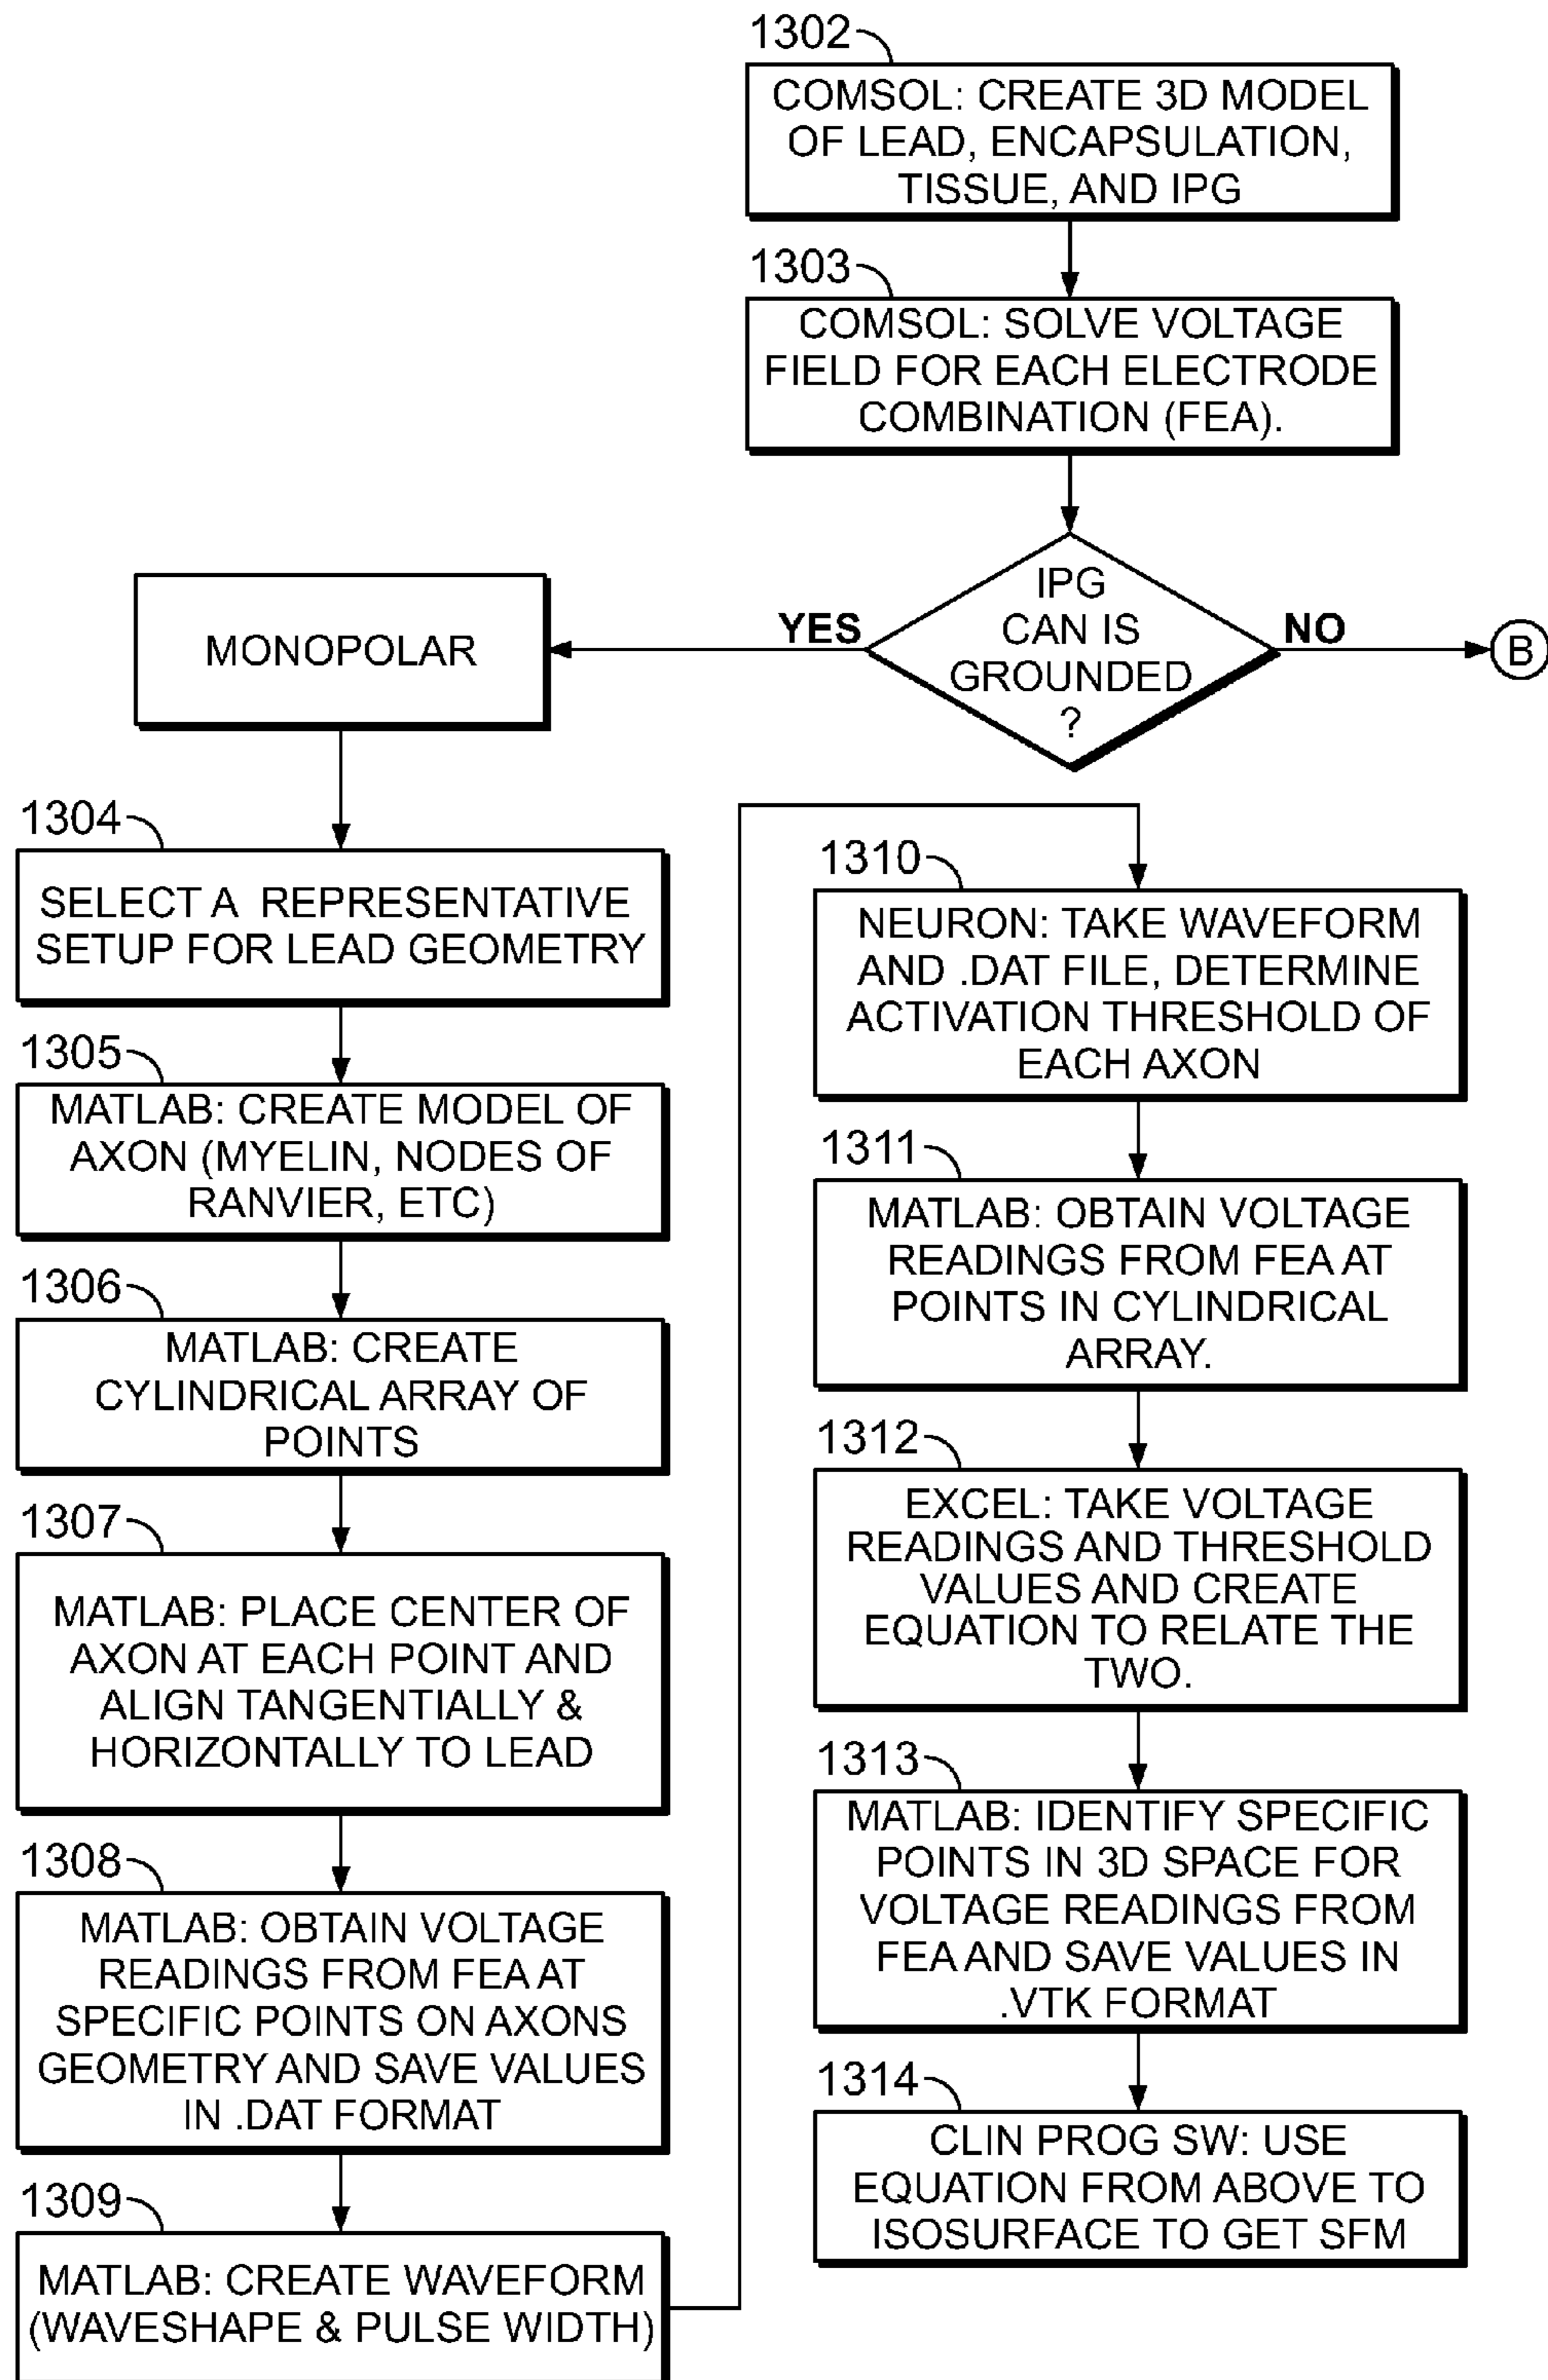 1302
COMSOL: CREATE 3D MODEL
OF LEAD, ENCAPSULATION,
TISSUE, AND IPG
1303
COMSOL: SOLVE VOLTAGE
FIELD FOR EACH ELECTRODE
COMBINATION (FEA).
IPG
CAN IS
GROUNDED
?
YES
NO
B
MONOPOLAR
1304
SELECT A REPRESENTATIVE
SETUP FOR LEAD GEOMETRY
1305
MATLAB: CREATE MODEL OF
AXON (MYELIN, NODES OF
RANVIER, ETC)
1306
MATLAB: CREATE
CYLINDRICAL ARRAY OF
POINTS
1307
MATLAB: PLACE CENTER OF
AXON AT EACH POINT AND
ALIGN TANGENTIALLY &
HORIZONTALLY TO LEAD
1308
MATLAB: OBTAIN VOLTAGE
READINGS FROM FEA AT
SPECIFIC POINTS ON AXONS
GEOMETRY AND SAVE VALUES
IN .DAT FORMAT
1309
MATLAB: CREATE WAVEFORM
(WAVESHAPE & PULSE WIDTH)
1310
NEURON: TAKE WAVEFORM
AND .DAT FILE, DETERMINE
ACTIVATION THRESHOLD OF
EACH AXON
1311
MATLAB: OBTAIN VOLTAGE
READINGS FROM FEA AT
POINTS IN CYLINDRICAL
ARRAY.
1312
EXCEL: TAKE VOLTAGE
READINGS AND THRESHOLD
VALUES AND CREATE
EQUATION TO RELATE THE
TWO.
1313
MATLAB: IDENTIFY SPECIFIC
POINTS IN 3D SPACE FOR
VOLTAGE READINGS FROM
FEA AND SAVE VALUES IN
.VTK FORMAT
1314
CLIN PROG SW: USE
EQUATION FROM ABOVE TO
ISOSURFACE TO GET SFM